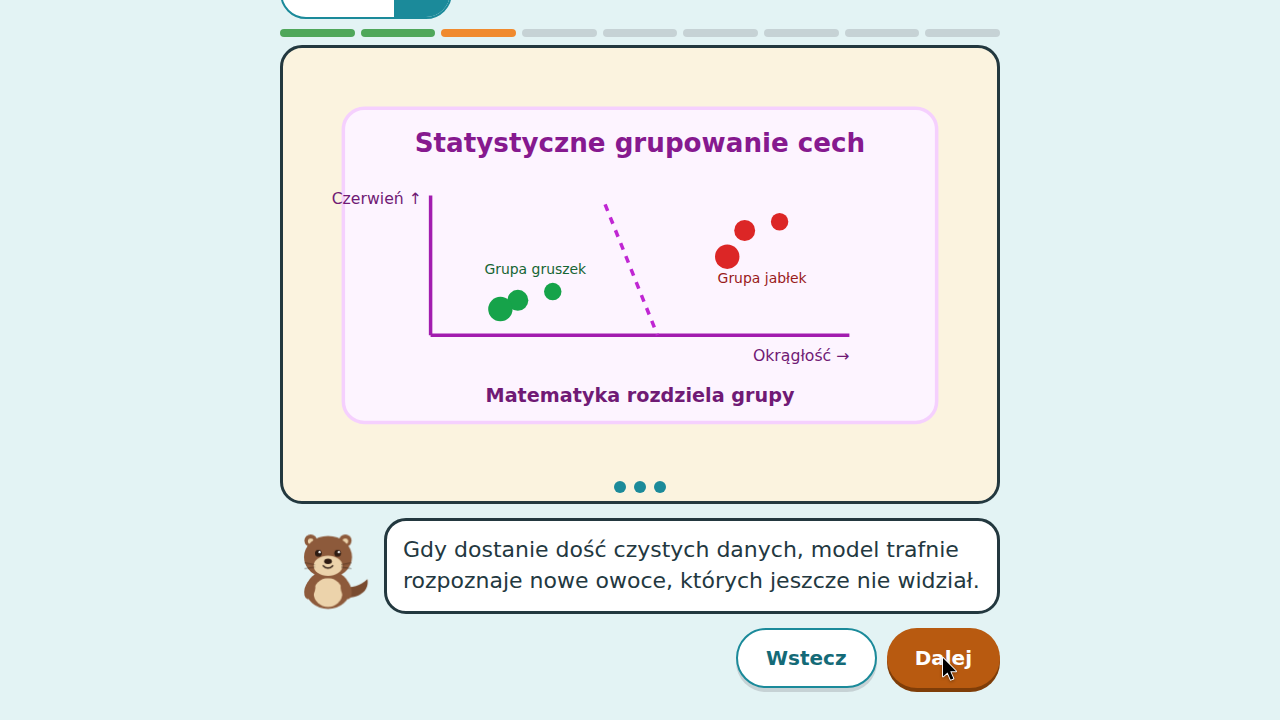 Statystyczne grupowanie cech
Czerwień ↑
Grupa gruszek
Grupa jabłek
Okrągłość →
Matematyka rozdziela grupy
Gdy dostanie dość czystych danych, model trafnie
rozpoznaje nowe owoce, których jeszcze nie widział.
Wstecz
Dalej